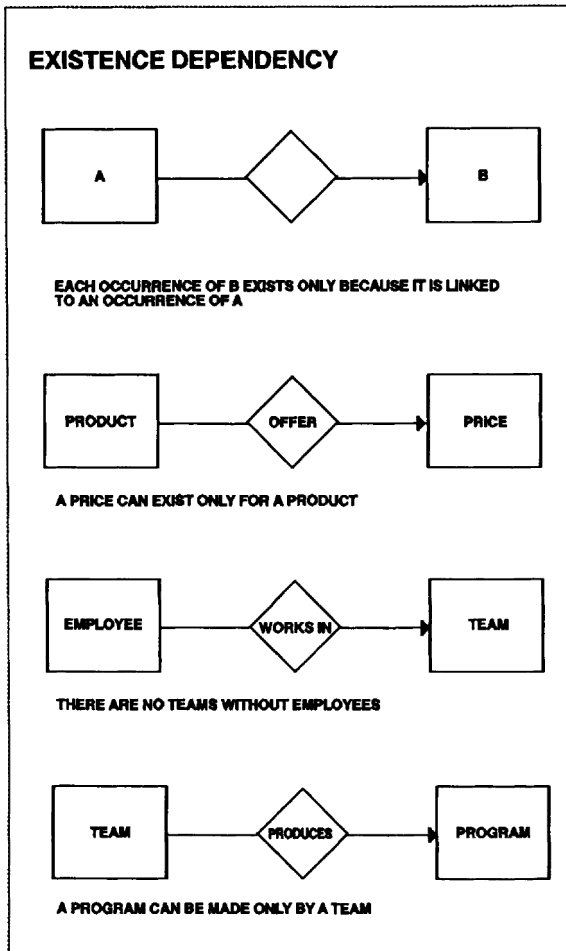 EXISTENCE DEPENDENCY
A
B
EACH OCCURRENCE OF B EXISTS ONLY BECAUSE IT IS LINKED
TO AN OCCURRENCE OF A
PRODUCT
OFFER
PRICE
A PRICE CAN EXIST ONLY FOR A PRODUCT
EMPLOYEE
WORKS IN
TEAM
THERE ARE NO TEAMS WITHOUT EMPLOYEES
TEAM
PRODUCES
PROGRAM
A PROGRAM CAN BE MADE ONLY BY A TEAM